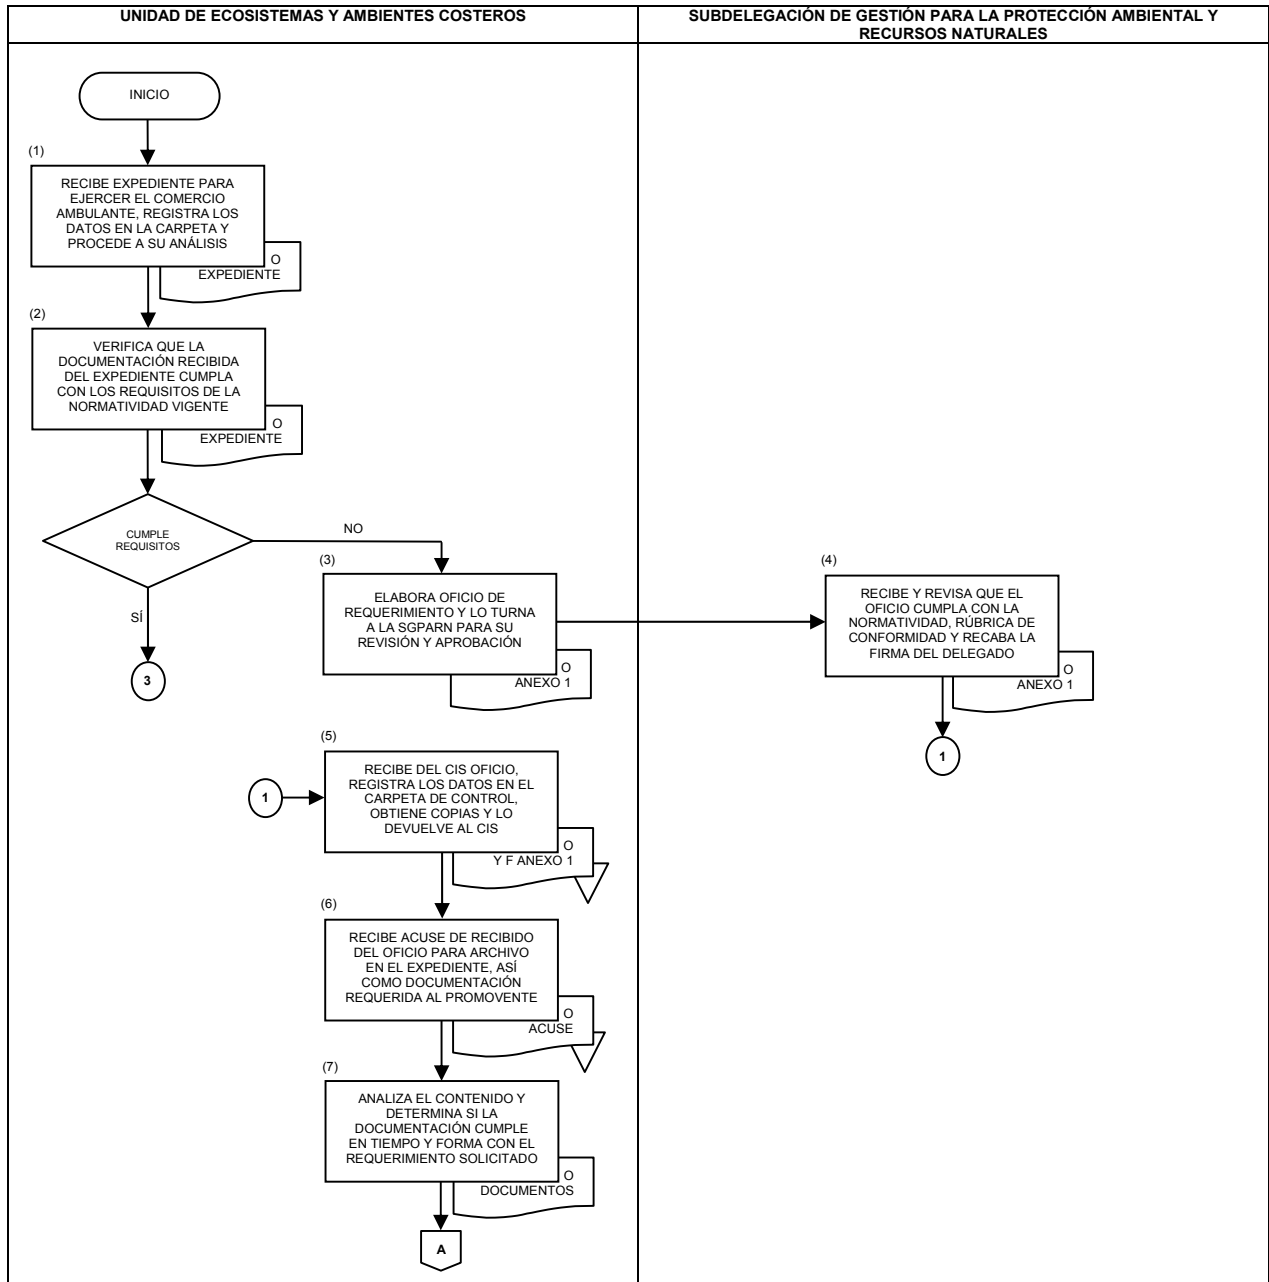 UNIDAD DE ECOSISTEMAS Y AMBIENTES COSTEROS
SUBDELEGACIÓN DE GESTIÓN PARA LA PROTECCIÓN AMBIENTAL Y
RECURSOS NATURALES
INICIO
(1)
RECIBE EXPEDIENTE PARA
EJERCER EL COMERCIO
AMBULANTE, REGISTRA LOS
DATOS EN LA CARPETA Y
PROCEDE A SU ANÁLISIS
O
EXPEDIENTE
(2)
VERIFICA QUE LA
DOCUMENTACIÓN RECIBIDA
DEL EXPEDIENTE CUMPLA
CON LOS REQUISITOS DE LA
NORMATIVIDAD VIGENTE
O
EXPEDIENTE
CUMPLE
REQUISITOS
NO
SÍ
3
(3)
ELABORA OFICIO DE
REQUERIMIENTO Y LO TURNA
A LA SGPARN PARA SU
REVISIÓN Y APROBACIÓN
O
ANEXO 1
(4)
RECIBE Y REVISA QUE EL
OFICIO CUMPLA CON LA
NORMATIVIDAD, RÚBRICA DE
CONFORMIDAD Y RECABA LA
FIRMA DEL DELEGADO
O
ANEXO 1
1
(5)
1
RECIBE DEL CIS OFICIO,
REGISTRA LOS DATOS EN EL
CARPETA DE CONTROL,
OBTIENE COPIAS Y LO
DEVUELVE AL CIS
O
Y F ANEXO 1
(6)
RECIBE ACUSE DE RECIBIDO
DEL OFICIO PARA ARCHIVO
EN EL EXPEDIENTE, ASÍ
COMO DOCUMENTACIÓN
REQUERIDA AL PROMOVENTE
O
ACUSE
(7)
ANALIZA EL CONTENIDO Y
DETERMINA SI LA
DOCUMENTACIÓN CUMPLE
EN TIEMPO Y FORMA CON EL
REQUERIMIENTO SOLICITADO
O
DOCUMENTOS
A